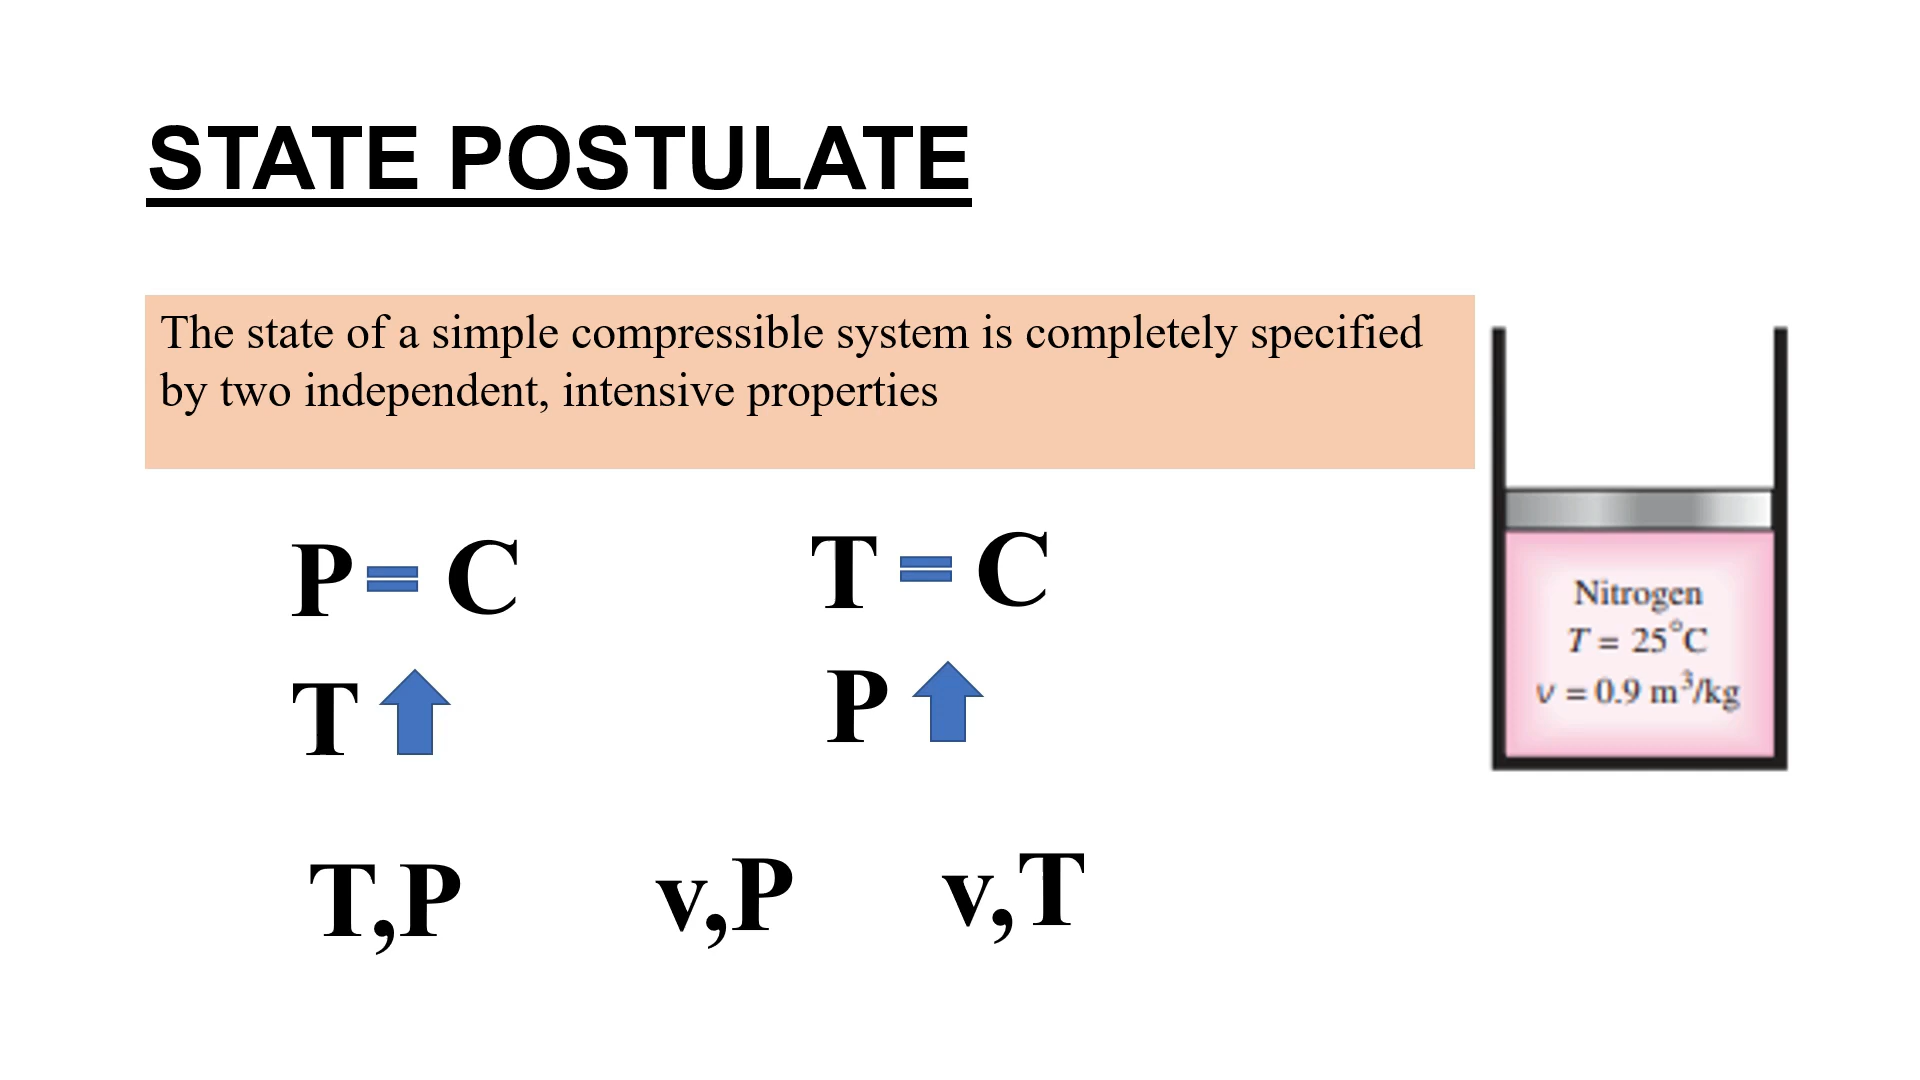 STATE POSTULATE
The state of a simple compressible system is completely specified
by two independent, intensive properties
P = C
T = C
T
P
T,P
v,P
v,T
Nitrogen
T = 25°C
v = 0.9 m³/kg